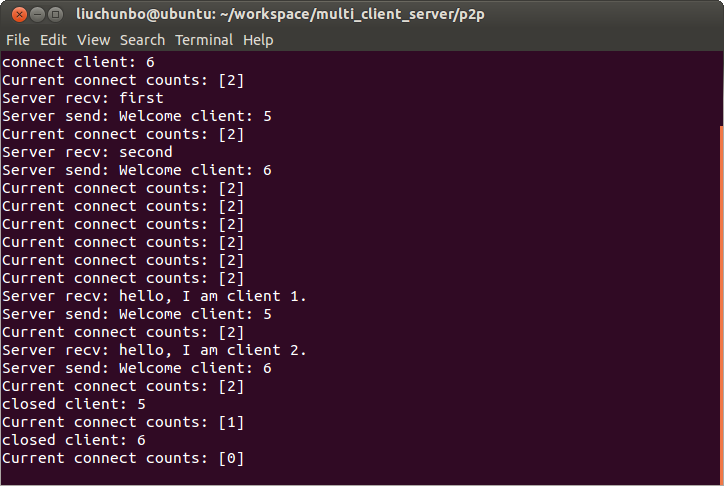 liuchunbo@ubuntu: ~/workspace/multi_client_server/p2p
File Edit View Search Terminal Help
connect client: 6
Current connect counts: [2]
Server recv: first
Server send: Welcome client: 5
Current connect counts: [2]
Server recv: second
Server send: Welcome client: 6
Current connect counts: [2]
Current connect counts: [2]
Current connect counts: [2]
Current connect counts: [2]
Current connect counts: [2]
Current connect counts: [2]
Server recv: hello, I am client 1.
Server send: Welcome client: 5
Current connect counts: [2]
Server recv: hello, I am client 2.
Server send: Welcome client: 6
Current connect counts: [2]
closed client: 5
Current connect counts: [1]
closed client: 6
Current connect counts: [0]